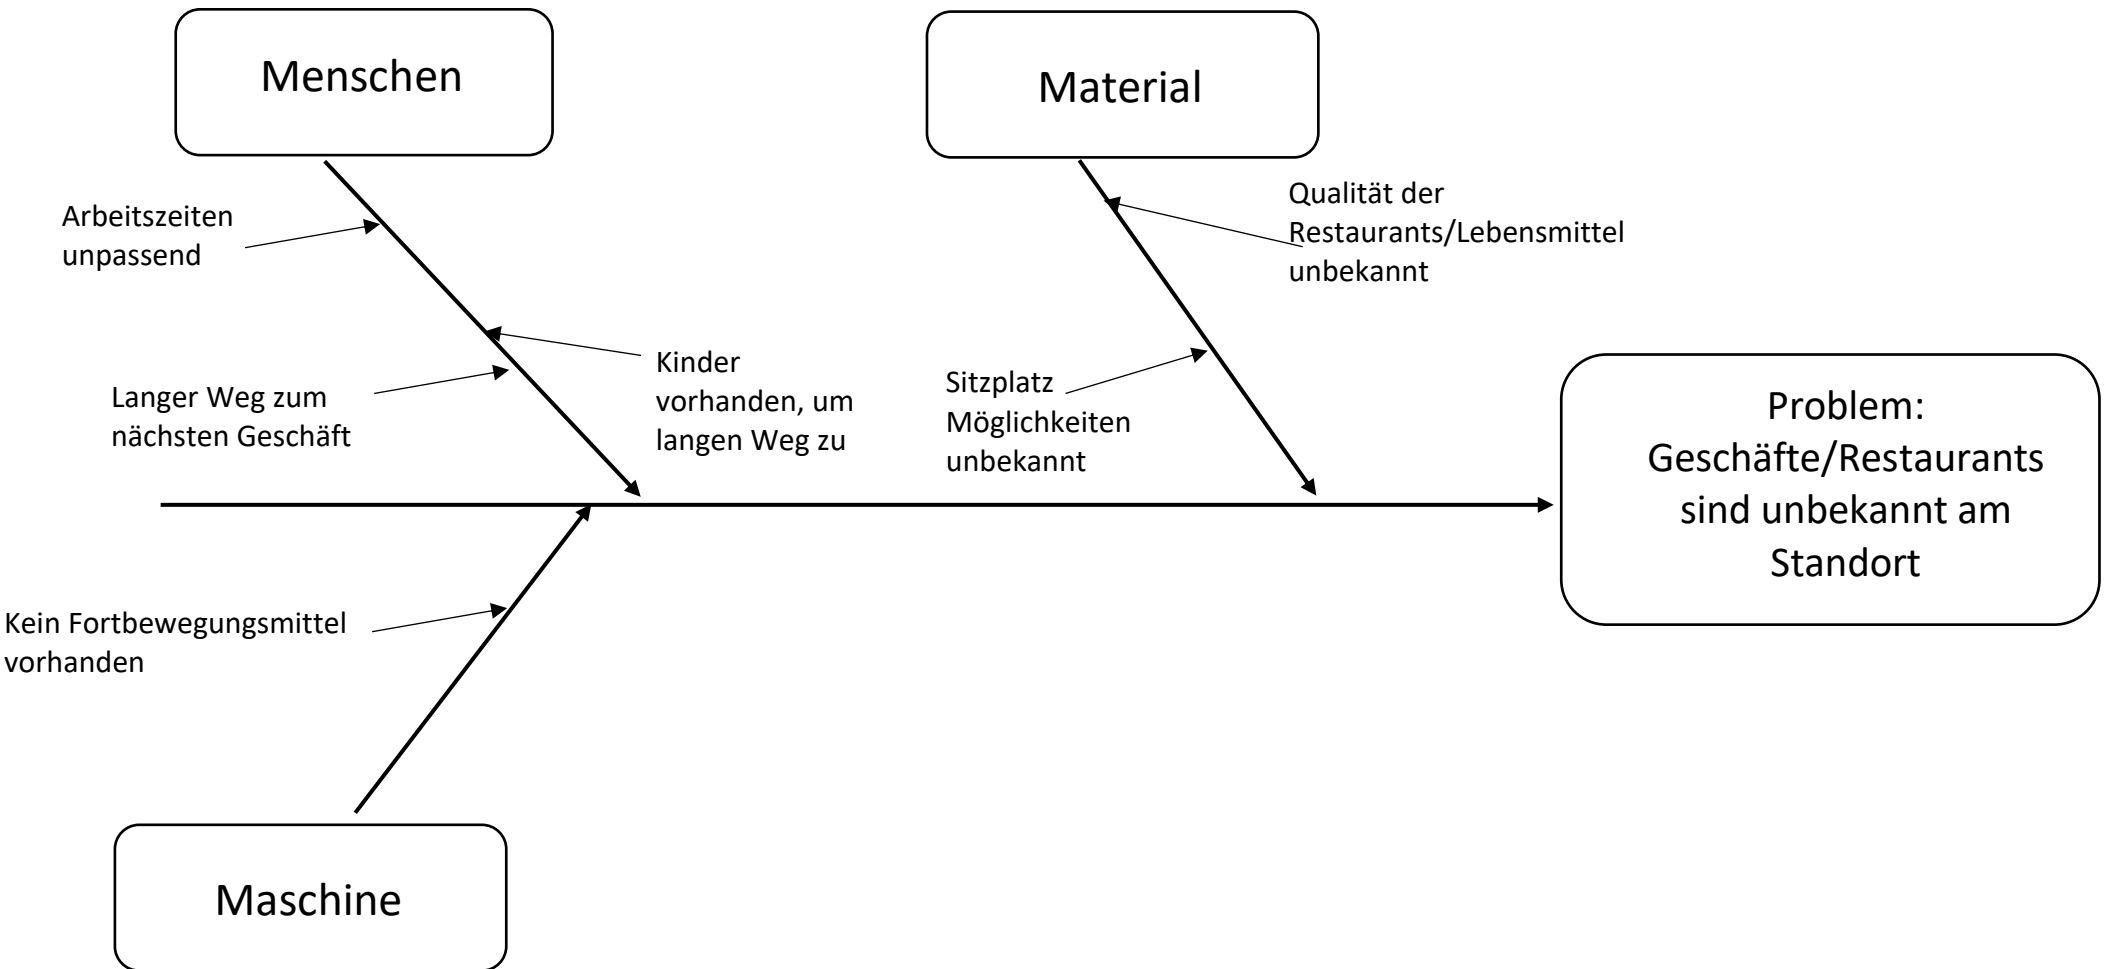 Menschen
Material
Arbeitszeiten
unpassend
Qualität der
Restaurants/Lebensmittel
unbekannt
Langer Weg zum
nächsten Geschäft
Kinder
vorhanden, um
langen Weg zu
Sitzplatz
Möglichkeiten
unbekannt
Problem:
Geschäfte/Restaurants
sind unbekannt am
Standort
Kein Fortbewegungsmittel
vorhanden
Maschine